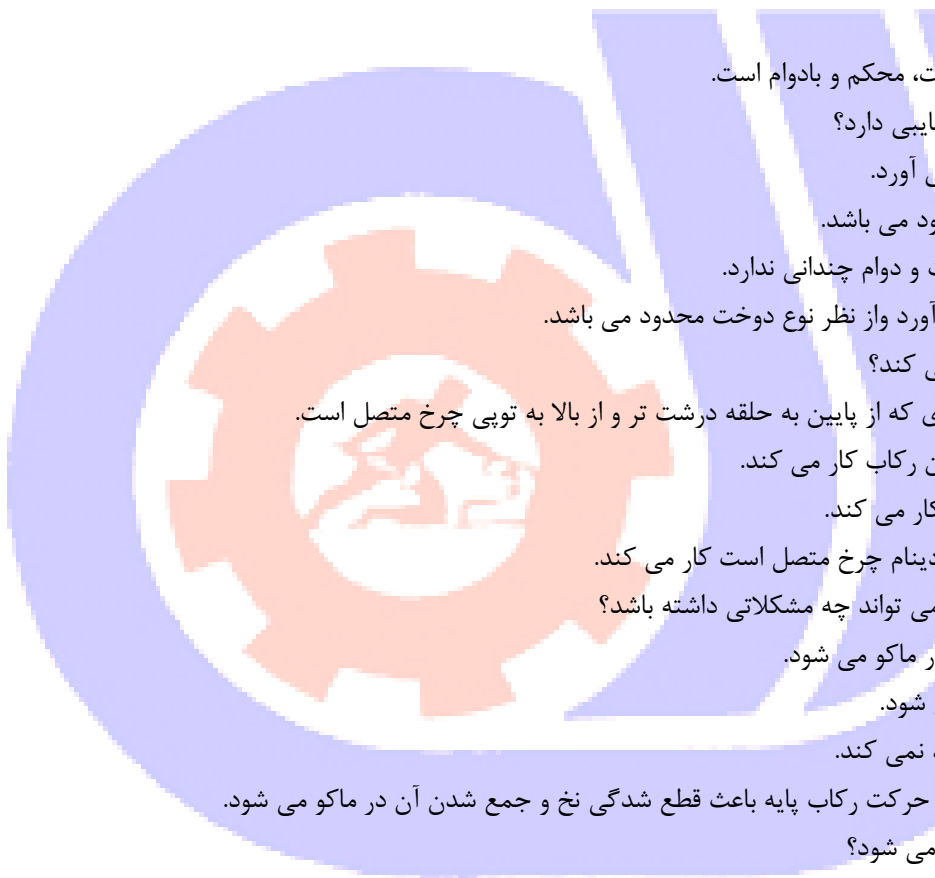 ت، محکم و بادوام است.
ایبی دارد؟
ی آورد.
ود می باشد.
و دوام چندانی ندارد.
آورد واز نظر نوع دوخت محدود می باشد.
ی کند؟
ی که از پایین به حلقه درشت تر و از بالا به توپی چرخ متصل است.
ن رکاب کار می کند.
کار می کند.
دینام چرخ متصل است کار می کند.
می تواند چه مشکلاتی داشته باشد؟
ر ماکو می شود.
شود.
نمی کند.
حرکت رکاب پایه باعث قطع شدگی نخ و جمع شدن آن در ماکو می شود.
می شود؟